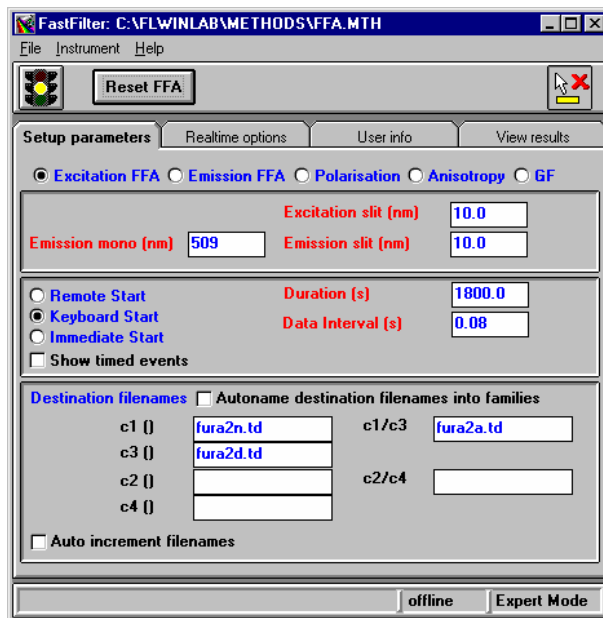 FastFilter: C:\FLWINLAB\METHODS\FFA.MTH
File Instrument Help
Reset FFA
Setup parameters Realtime options User info View results
Excitation FFA Emission FFA Polarisation Anisotropy GF
Excitation slit (nm) 10.0
Emission mono (nm) 509 Emission slit (nm) 10.0
Remote Start Duration (s) 1800.0
Keyboard Start Data Interval (s) 0.08
Immediate Start
Show timed events
Destination filenames Autoname destination filenames into families
c1 () fura2n.td c1/c3 fura2a.td
c3 () fura2d.td
c2 () c2/c4
c4 ()
Auto increment filenames
offline Expert Mode